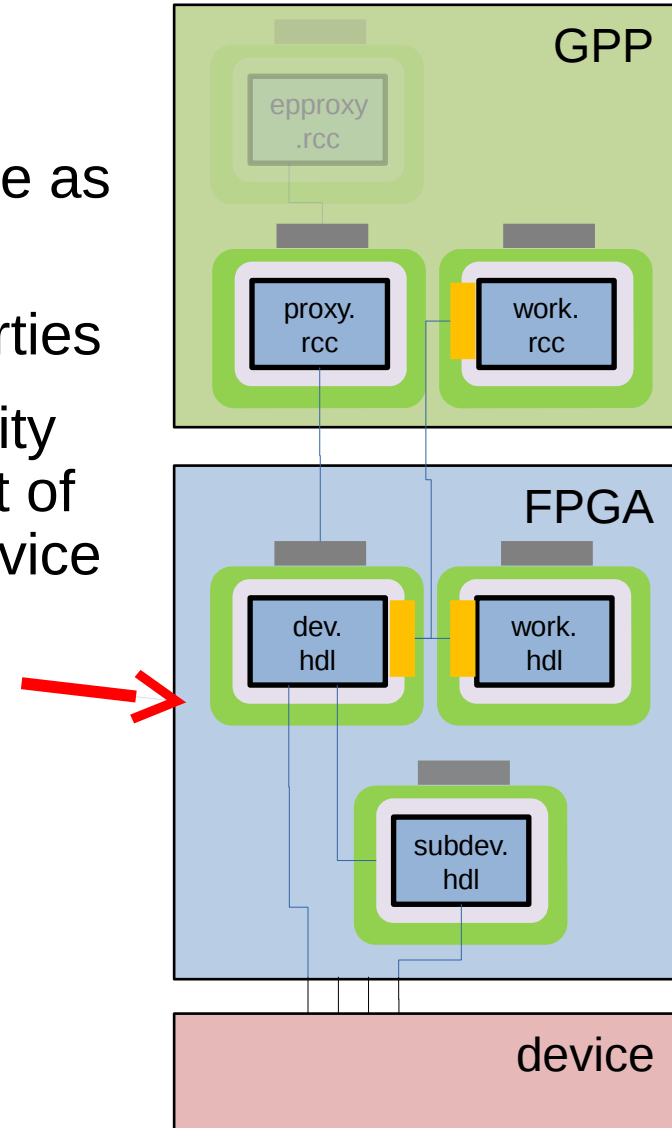 GPP
epproxy
.rcc
e as
proxy.
rcc
work.
rcc
rties
ity
t of
vice
FPGA
dev.
hdl
work.
hdl
subdev.
hdl
device